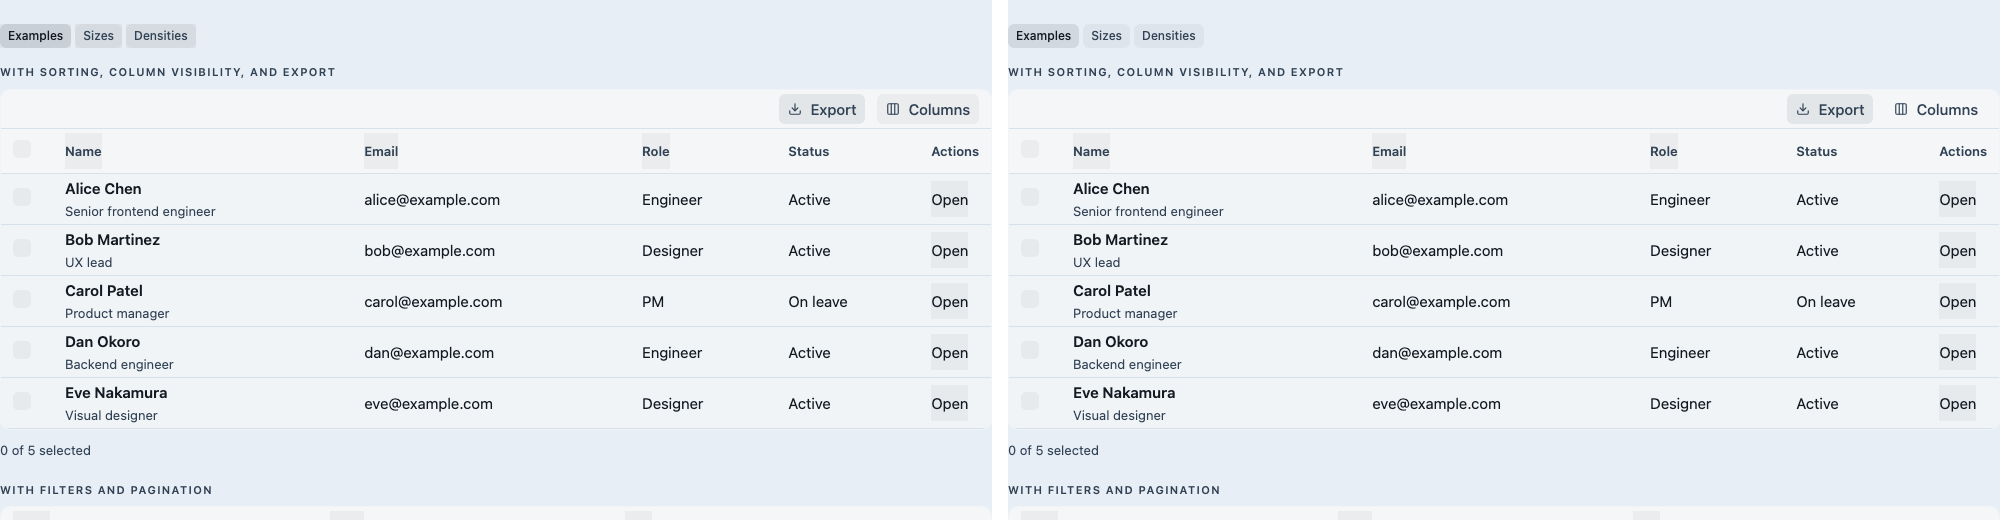 Examples Sizes Densities
WITH SORTING, COLUMN VISIBILITY, AND EXPORT
Export Columns
Name Email Role Status Actions
Alice Chen
Senior frontend engineer
alice@example.com Engineer Active Open
Bob Martinez
UX lead
bob@example.com Designer Active Open
Carol Patel
Product manager
carol@example.com PM On leave Open
Dan Okoro
Backend engineer
dan@example.com Engineer Active Open
Eve Nakamura
Visual designer
eve@example.com Designer Active Open
0 of 5 selected
WITH FILTERS AND PAGINATION
Examples Sizes Densities
WITH SORTING, COLUMN VISIBILITY, AND EXPORT
Export Columns
Name Email Role Status Actions
Alice Chen
Senior frontend engineer
alice@example.com Engineer Active Open
Bob Martinez
UX lead
bob@example.com Designer Active Open
Carol Patel
Product manager
carol@example.com PM On leave Open
Dan Okoro
Backend engineer
dan@example.com Engineer Active Open
Eve Nakamura
Visual designer
eve@example.com Designer Active Open
0 of 5 selected
WITH FILTERS AND PAGINATION